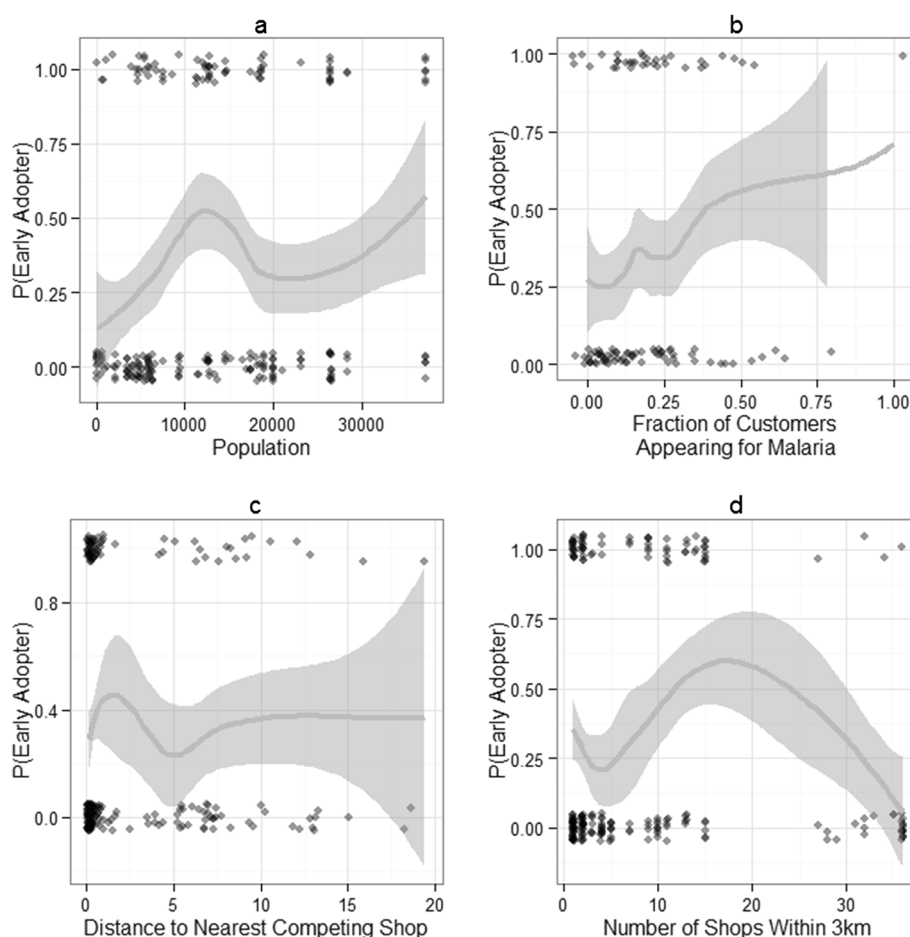 a
P(Early Adopter)
1.00
0.75
0.50
0.25
0.00
0 10000 20000 30000
Population
b
P(Early Adopter)
1.00
0.75
0.50
0.25
0.00
0.00 0.25 0.50 0.75 1.00
Fraction of Customers
Appearing for Malaria
c
P(Early Adopter)
0.8
0.4
0.0
0 5 10 15 20
Distance to Nearest Competing Shop
d
P(Early Adopter)
1.00
0.75
0.50
0.25
0.00
0 10 20 30
Number of Shops Within 3km